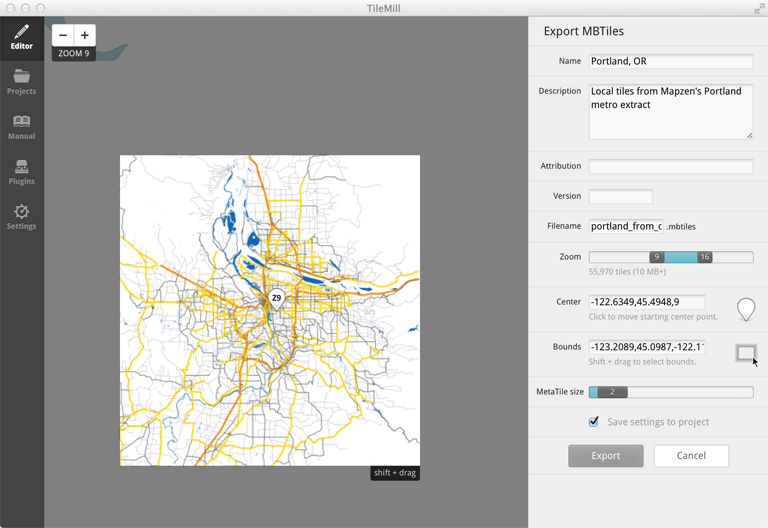 TileMill
Editor
Projects
Manual
Plugins
Settings
ZOOM 9
Z9
shift + drag
Export MBTiles
Name
Portland, OR
Description
Local tiles from Mapzen's Portland
metro extract
Attribution
Version
Filename
portland_from_c .mbtiles
Zoom
9 16
55,970 tiles (10 MB+)
Center
-122.6349,45.4948,9
Click to move starting center point.
Bounds
-123.2089,45.0987,-122.1
Shift + drag to select bounds.
MetaTile size
2
Save settings to project
Export
Cancel